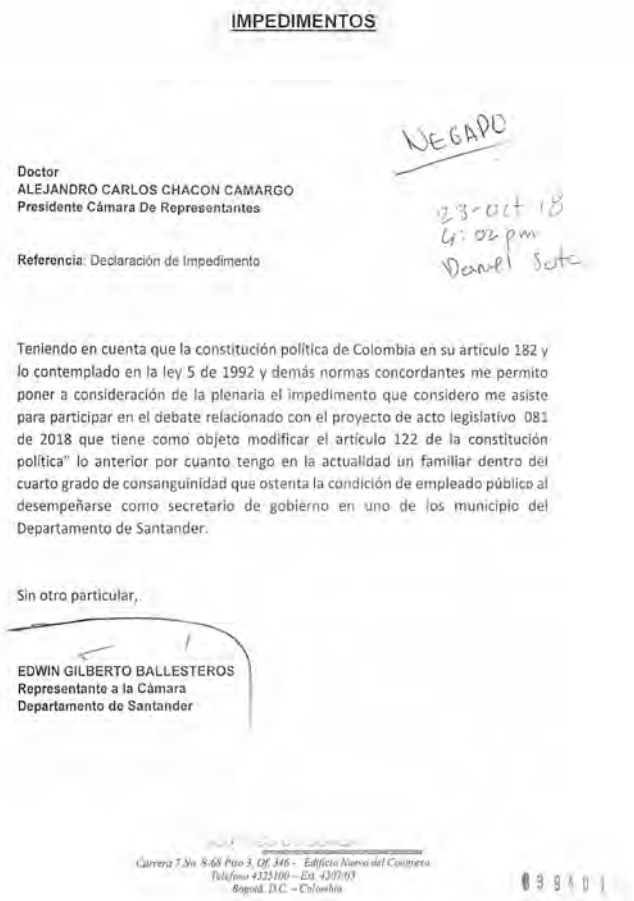 IMPEDIMENTOS
NEGADO
Doctor
ALEJANDRO CARLOS CHACON CAMARGO
Presidente Cámara De Representantes
23-oct 18
4:02 pm
Daniel
Referencia: Declaración de Impedimento
Teniendo en cuenta que la constitución política de Colombia en su artículo 182 y
lo contemplado en la ley 5 de 1992 y demás normas concordantes me permito
poner a consideración de la plenaria el impedimento que considero me asiste
para participar en el debate relacionado con el proyecto de acto legislativo 081
de 2018 que tiene como objeto modificar el artículo 122 de la constitución
política" lo anterior por cuanto tengo en la actualidad un familiar dentro del
cuarto grado de consanguinidad que ostenta la condición de empleado público al
desempeñarse como secretario de gobierno en uno de los municipio del
Departamento de Santander.
Sin otro particular,
EDWIN GILBERTO BALLESTEROS
Representante a la Cámara
Departamento de Santander
Carrera 7 No. 8-68 Piso 3, Of. 346 - Edificio Nuevo del Congreso
Teléfono 4325100 – Ext. 4302/03
Bogotá, D.C. – Colombia